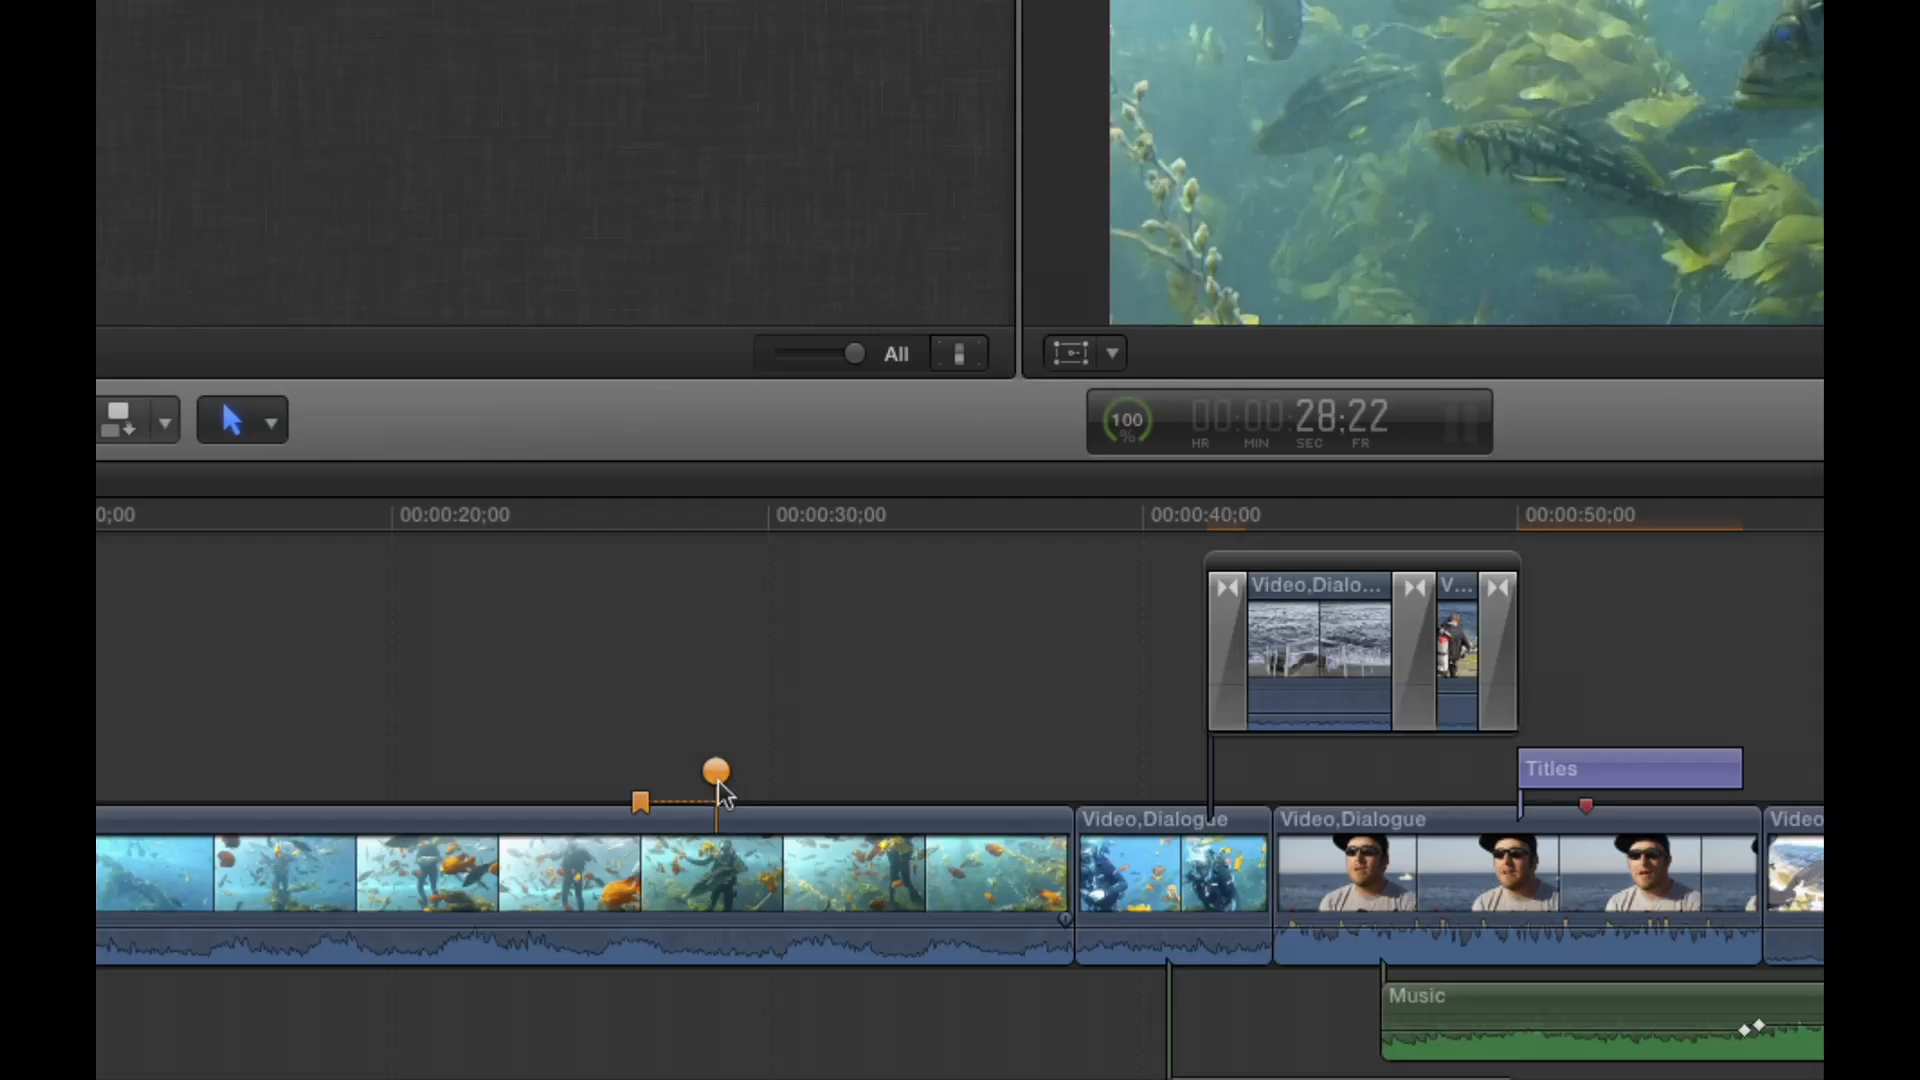 All
100
%
00:00:28;22
HR MIN SEC FR
0;00
00:00:20;00
00:00:30;00
00:00:40;00
00:00:50;00
Video,Dialo...
V...
Titles
Video,Dialogue
Video,Dialogue
Video
Music